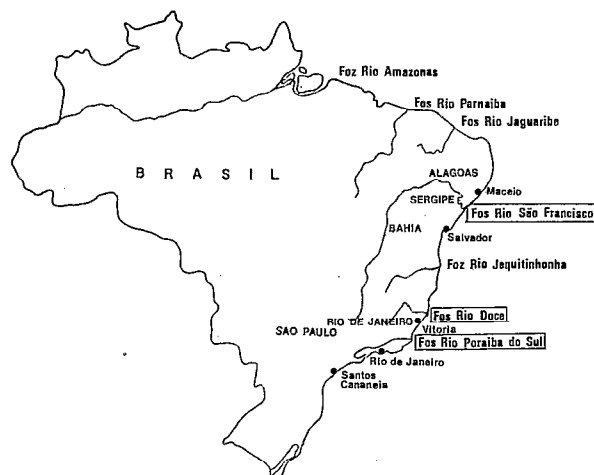 Foz Rio Amazonas
Fos Rio Parnaiba
Fos Rio Jaguaribe
BRASIL
ALAGOAS
Maceio
SERGIPE
Fos Rio São Francisco
BAHIA
Salvador
Foz Rio Jequitinhonha
Fos Rio Doce
RIO DE JANEIRO
Vitoria
SAO PAULO
Fos Rio Poraiba do Sul
Rio de Janeiro
Santos
Cananeia